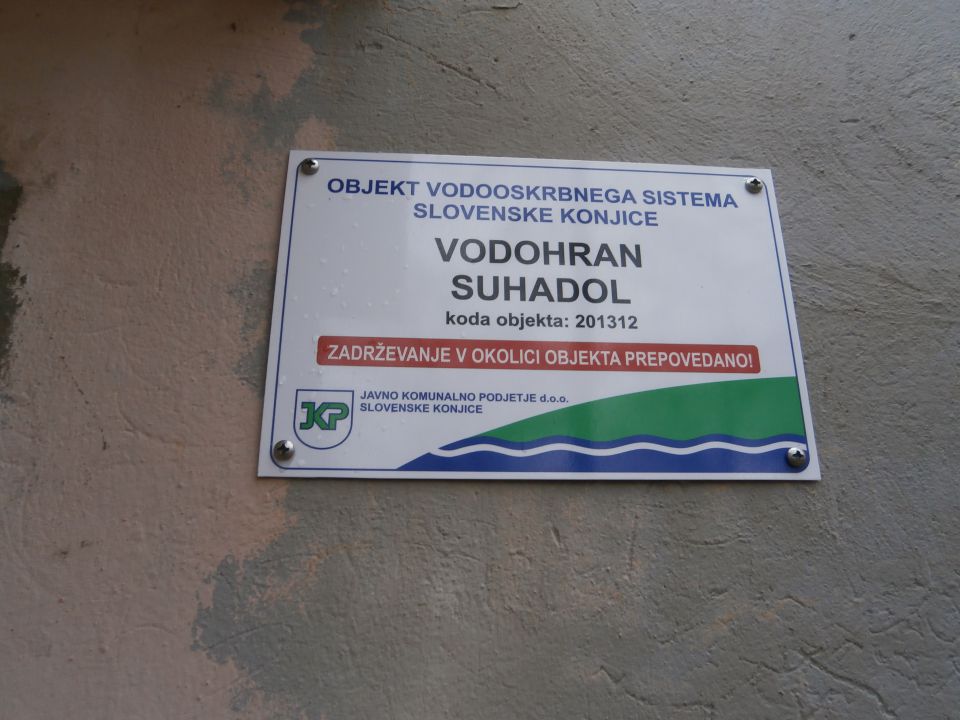 OBJEKT VODOOSKRBNEGA SISTEMA
SLOVENSKE KONJICE
VODOHRAN
SUHADOL
koda objekta: 201312
ZADRŽEVANJE V OKOLICI OBJEKTA PREPOVEDANO!
JKP
JAVNO KOMUNALNO PODJETJE d.o.o.
SLOVENSKE KONJICE